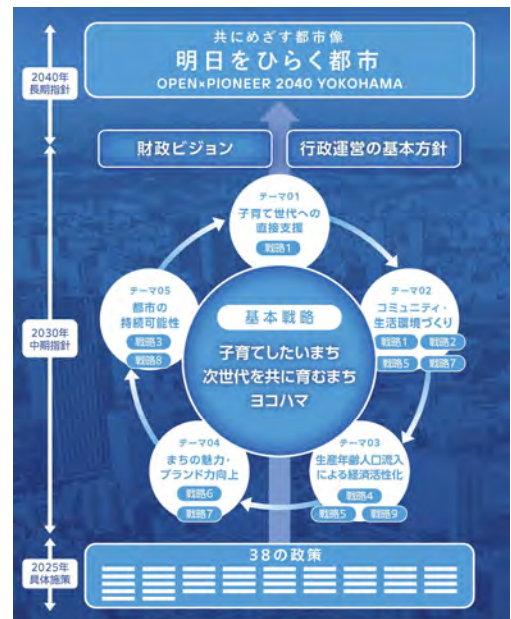 共にめざす都市像
明日をひらく都市
OPEN×PIONEER 2040 YOKOHAMA
2040年
長期指針
財政ビジョン
行政運営の基本方針
テーマ01
子育て世代への
直接支援
戦略1
テーマ05
都市の
持続可能性
戦略3
戦略8
テーマ02
コミュニティ・
生活環境づくり
戦略1 戦略2
戦略5 戦略7
2030年
中期指針
基本戦略
子育てしたいまち
次世代を共に育むまち
ヨコハマ
テーマ04
まちの魅力・
ブランド力向上
戦略6
戦略7
テーマ03
生産年齢人口流入
による経済活性化
戦略4
戦略5 戦略9
2025年
具体施策
38の政策